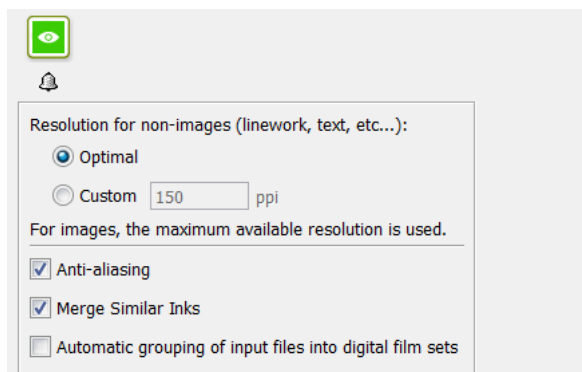 Resolution for non-images (linework, text, etc...):
Optimal
Custom 150 ppi
For images, the maximum available resolution is used.
Anti-aliasing
Merge Similar Inks
Automatic grouping of input files into digital film sets